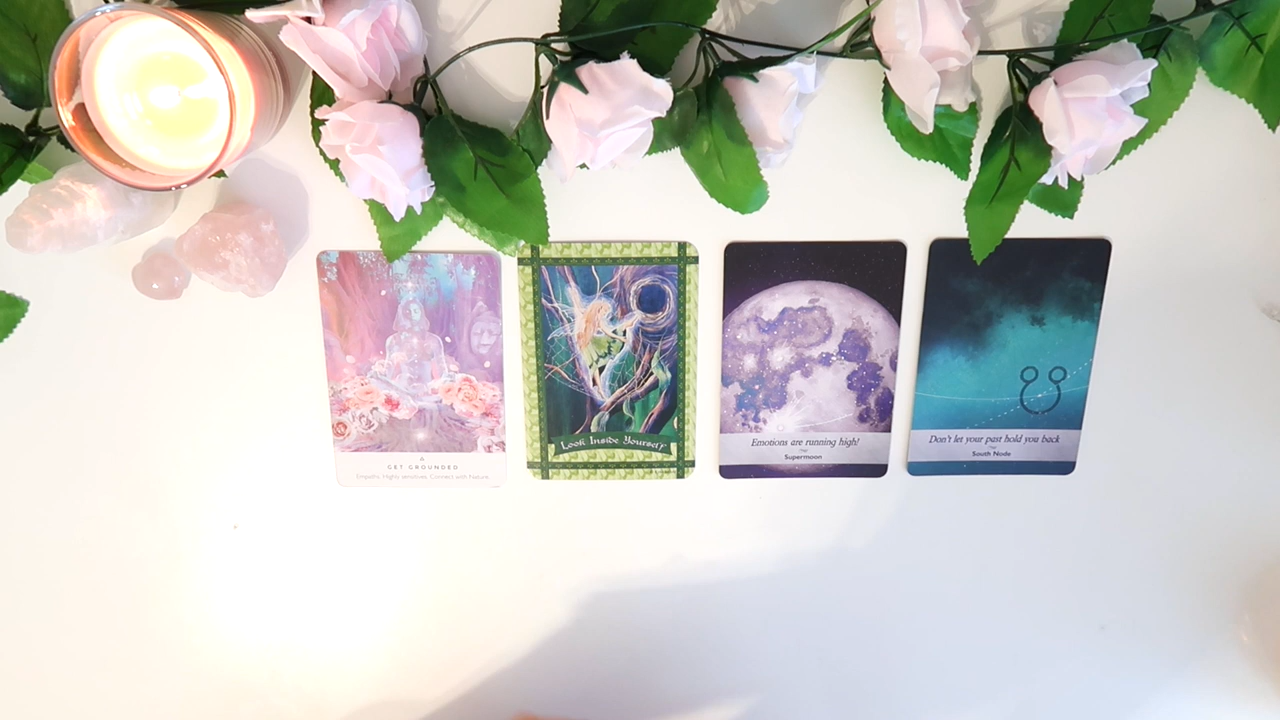 GET GROUNDED
Empaths. Highly sensitives. Connect with Nature.
Look Inside Yourself
Emotions are running high!
Supermoon
Don't let your past hold you back
South Node